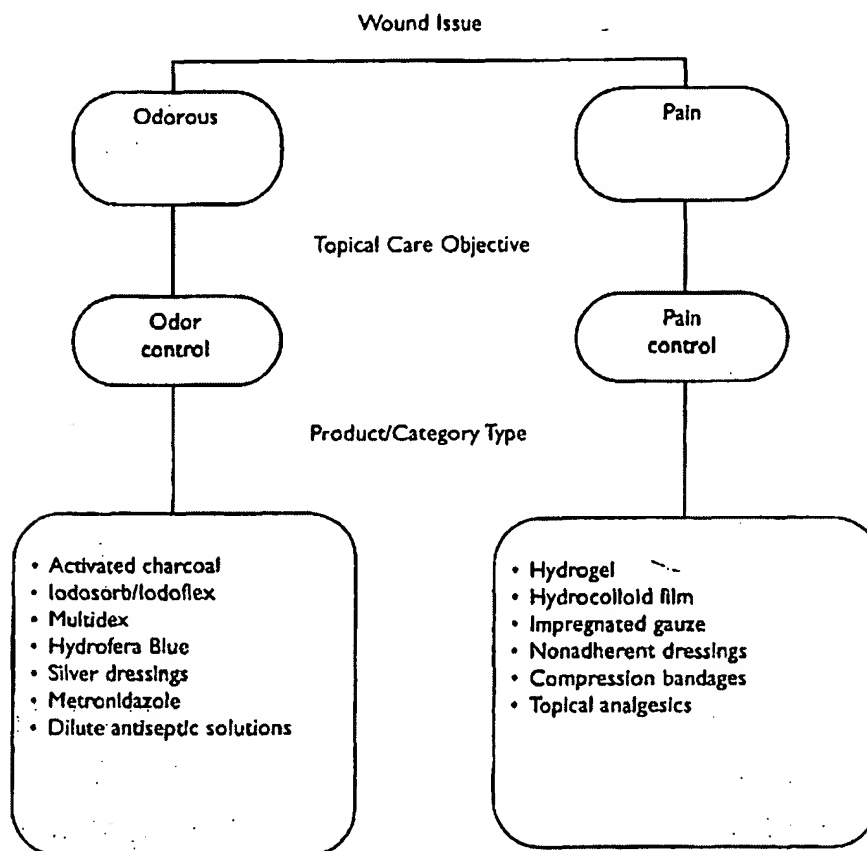 Wound Issue
Odorous
Pain
Topical Care Objective
Odor
control
Pain
control
Product/Category Type
• Activated charcoal
• Iodosorb/Iodoflex
• Multidex
• Hydrofera Blue
• Silver dressings
• Metronidazole
• Dilute antiseptic solutions
• Hydrogel
• Hydrocolloid film
• Impregnated gauze
• Nonadherent dressings
• Compression bandages
• Topical analgesics